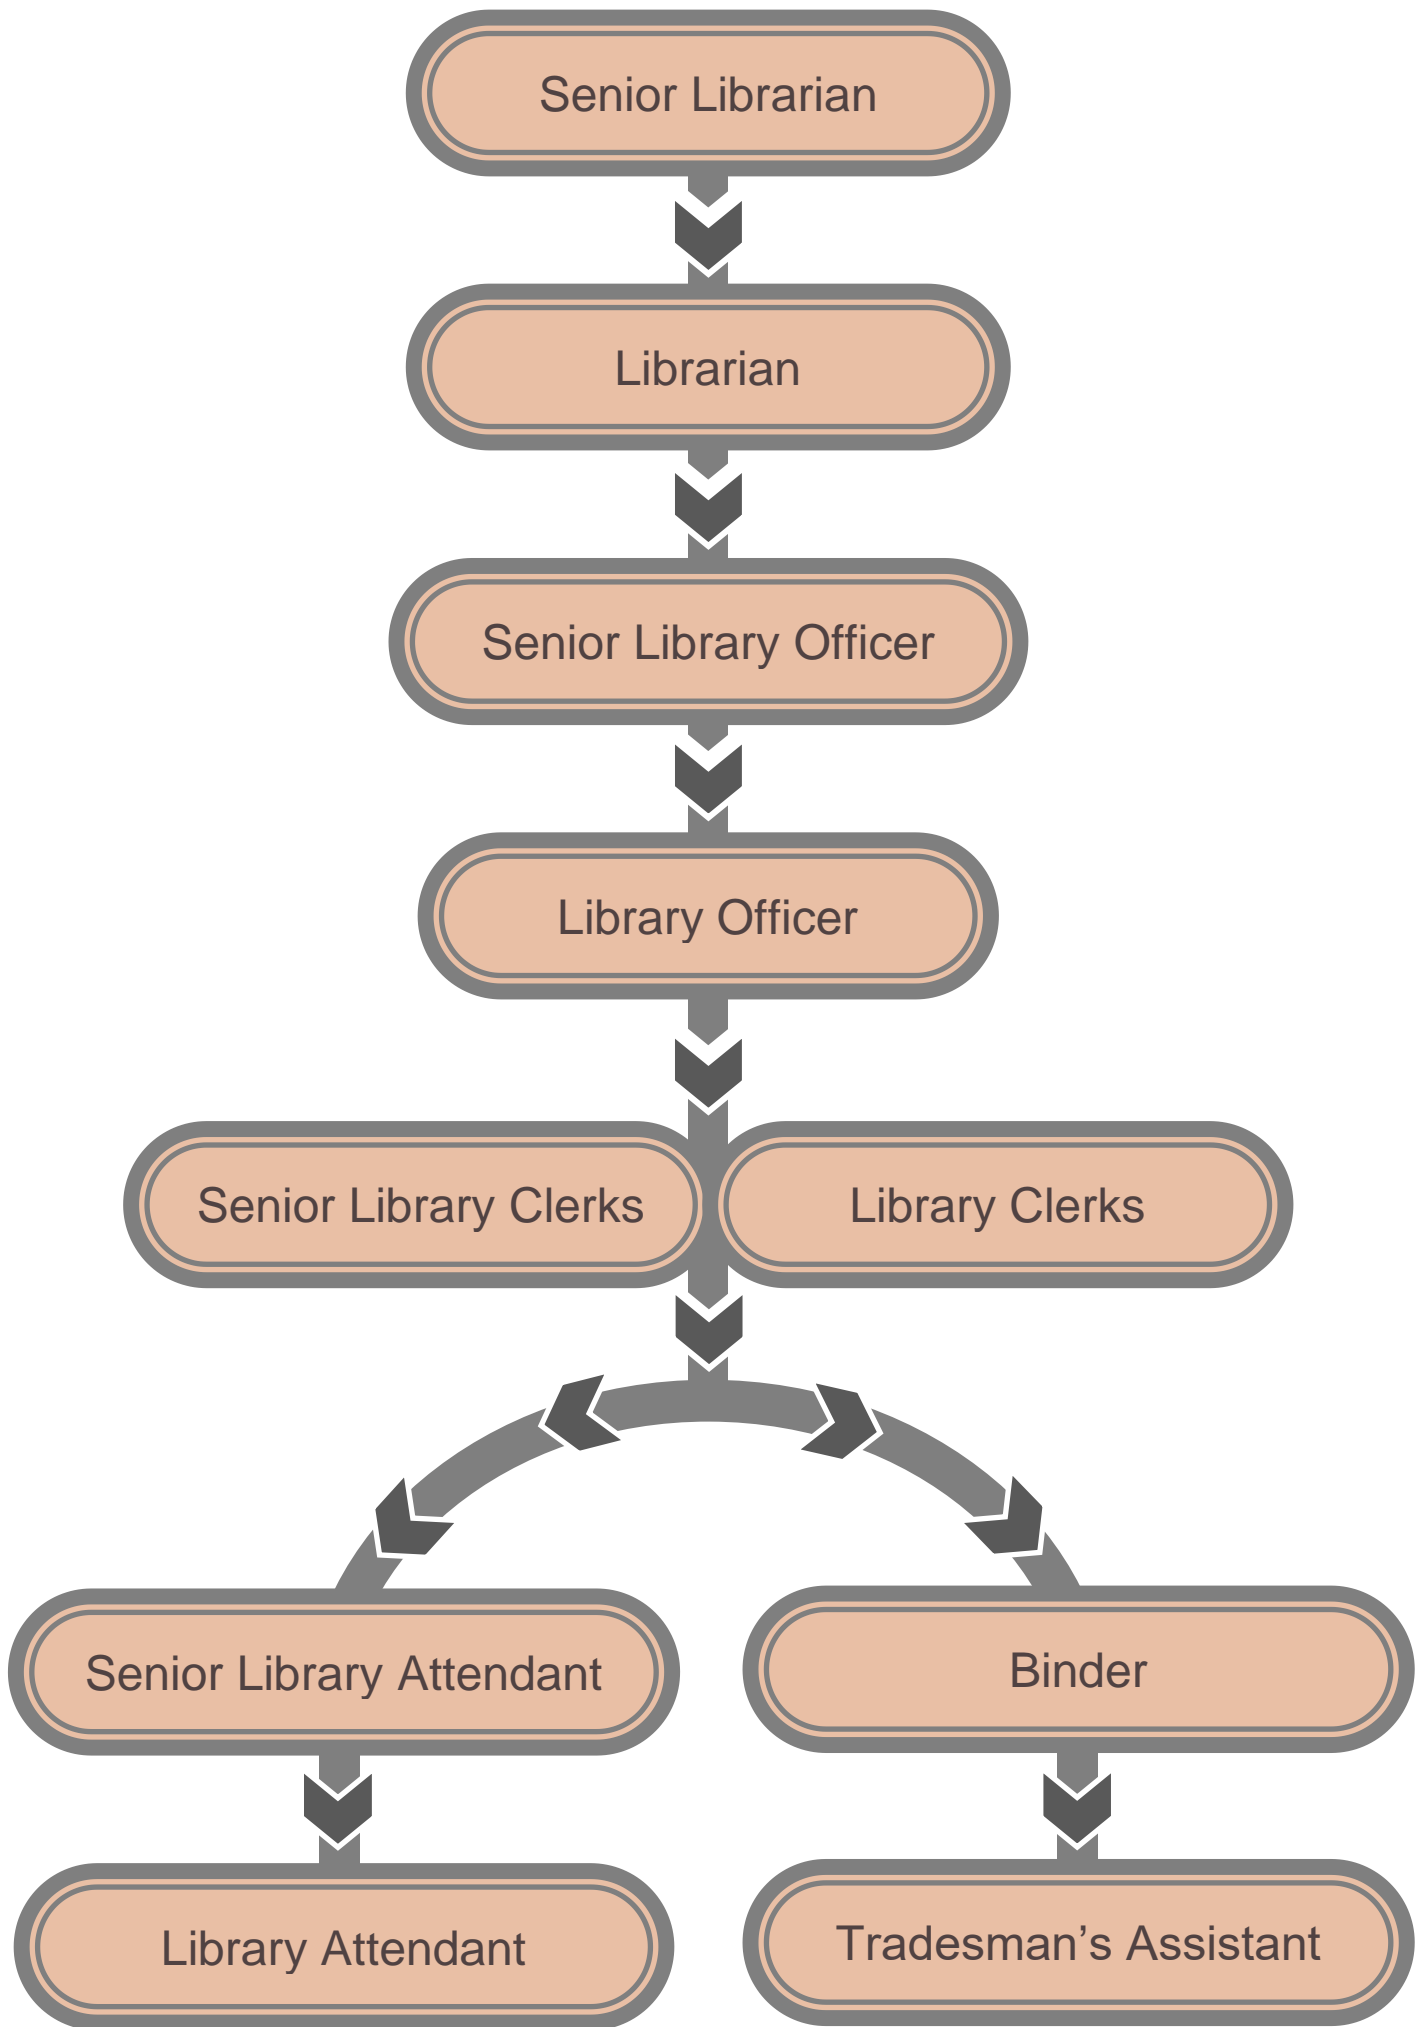 Senior Librarian
Librarian
Senior Library Officer
Library Officer
Senior Library Clerks
Library Clerks
Senior Library Attendant
Binder
Library Attendant
Tradesman’s Assistant